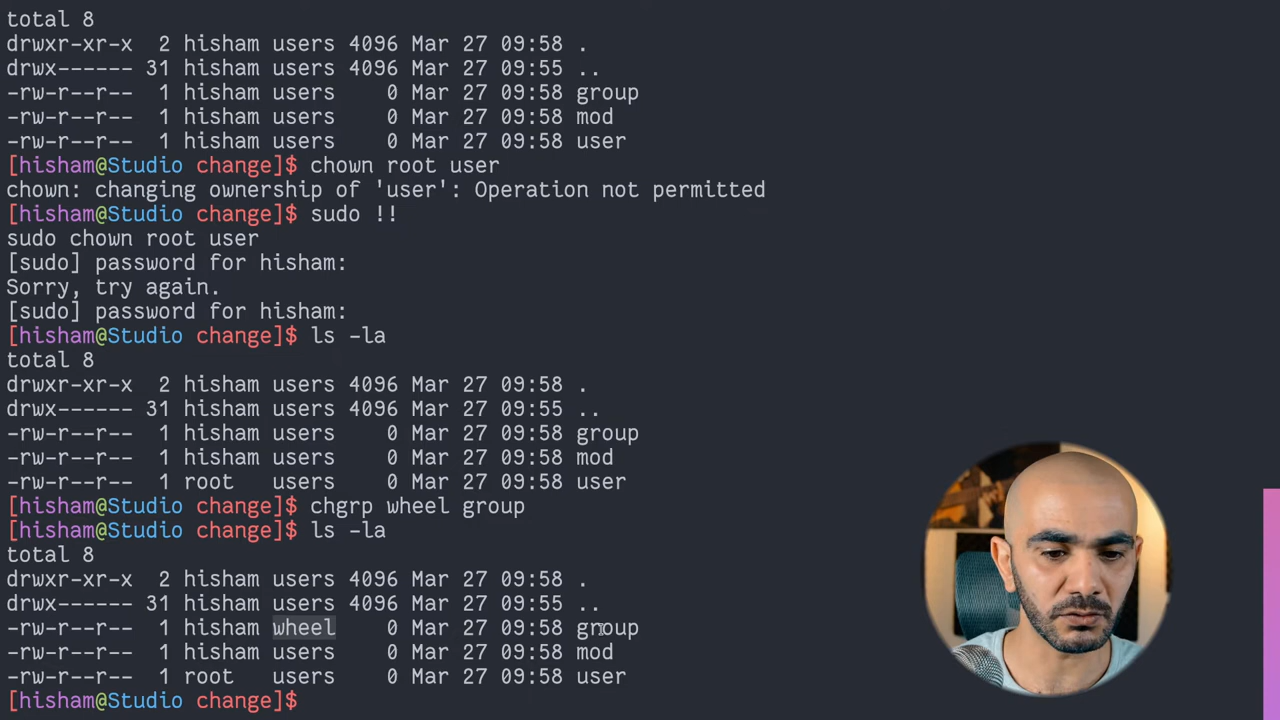 total 8
drwxr-xr-x  2 hisham users 4096 Mar 27 09:58 .
drwx------ 31 hisham users 4096 Mar 27 09:55 ..
-rw-r--r--  1 hisham users    0 Mar 27 09:58 group
-rw-r--r--  1 hisham users    0 Mar 27 09:58 mod
-rw-r--r--  1 hisham users    0 Mar 27 09:58 user
[hisham@Studio change]$ chown root user
chown: changing ownership of 'user': Operation not permitted
[hisham@Studio change]$ sudo !!
sudo chown root user
[sudo] password for hisham:
Sorry, try again.
[sudo] password for hisham:
[hisham@Studio change]$ ls -la
total 8
drwxr-xr-x  2 hisham users 4096 Mar 27 09:58 .
drwx------ 31 hisham users 4096 Mar 27 09:55 ..
-rw-r--r--  1 hisham users    0 Mar 27 09:58 group
-rw-r--r--  1 hisham users    0 Mar 27 09:58 mod
-rw-r--r--  1 root   users    0 Mar 27 09:58 user
[hisham@Studio change]$ chgrp wheel group
[hisham@Studio change]$ ls -la
total 8
drwxr-xr-x  2 hisham users 4096 Mar 27 09:58 .
drwx------ 31 hisham users 4096 Mar 27 09:55 ..
-rw-r--r--  1 hisham wheel    0 Mar 27 09:58 group
-rw-r--r--  1 hisham users    0 Mar 27 09:58 mod
-rw-r--r--  1 root   users    0 Mar 27 09:58 user
[hisham@Studio change]$